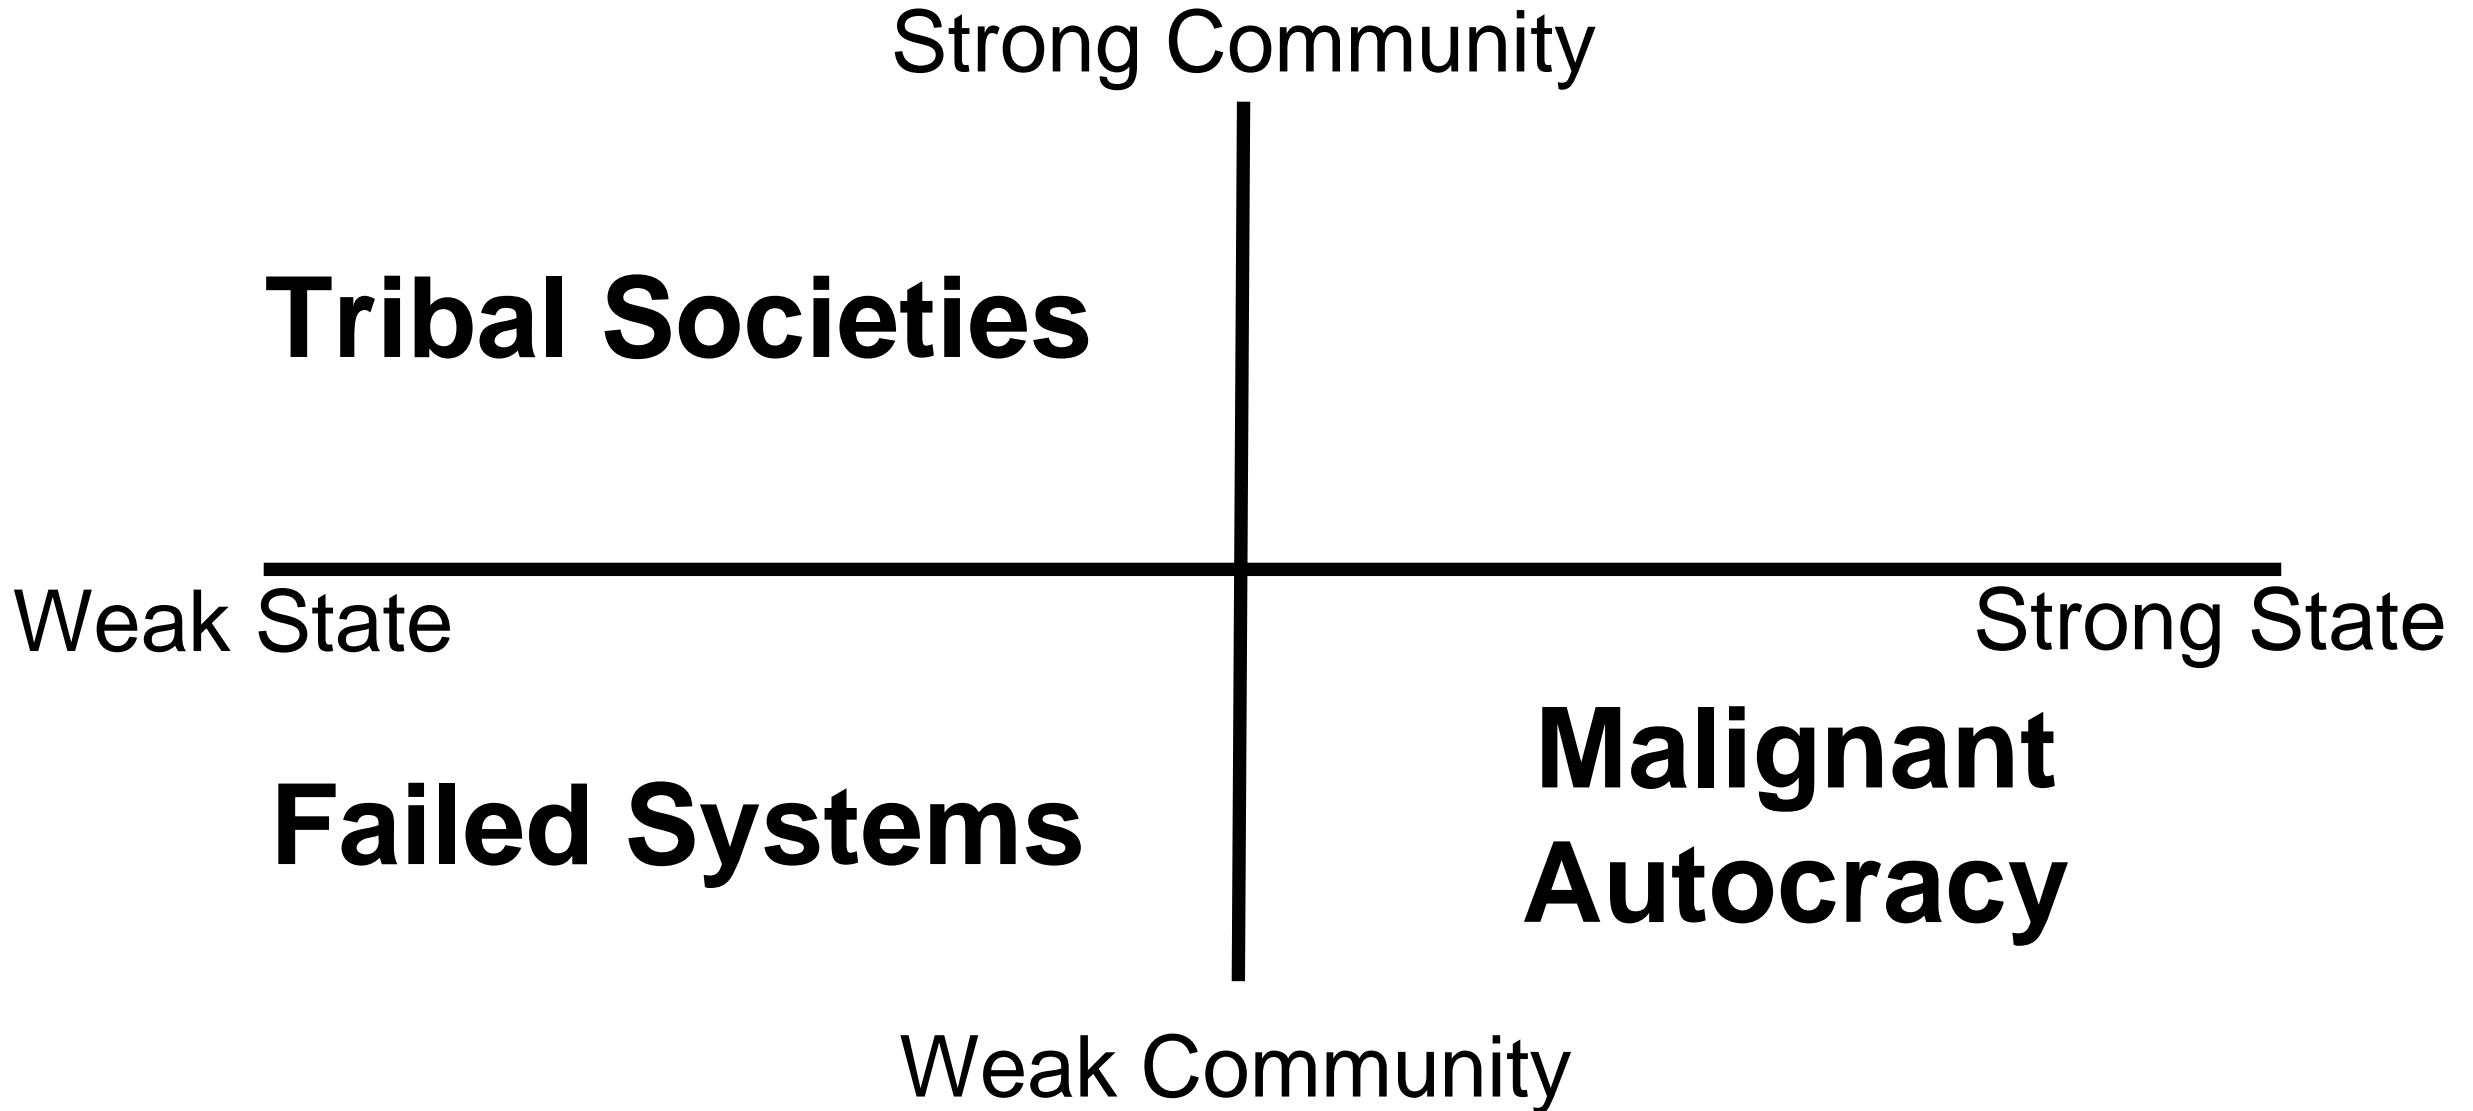 Strong Community
Tribal Societies
Weak State
Strong State
Malignant
Autocracy
Failed Systems
Weak Community